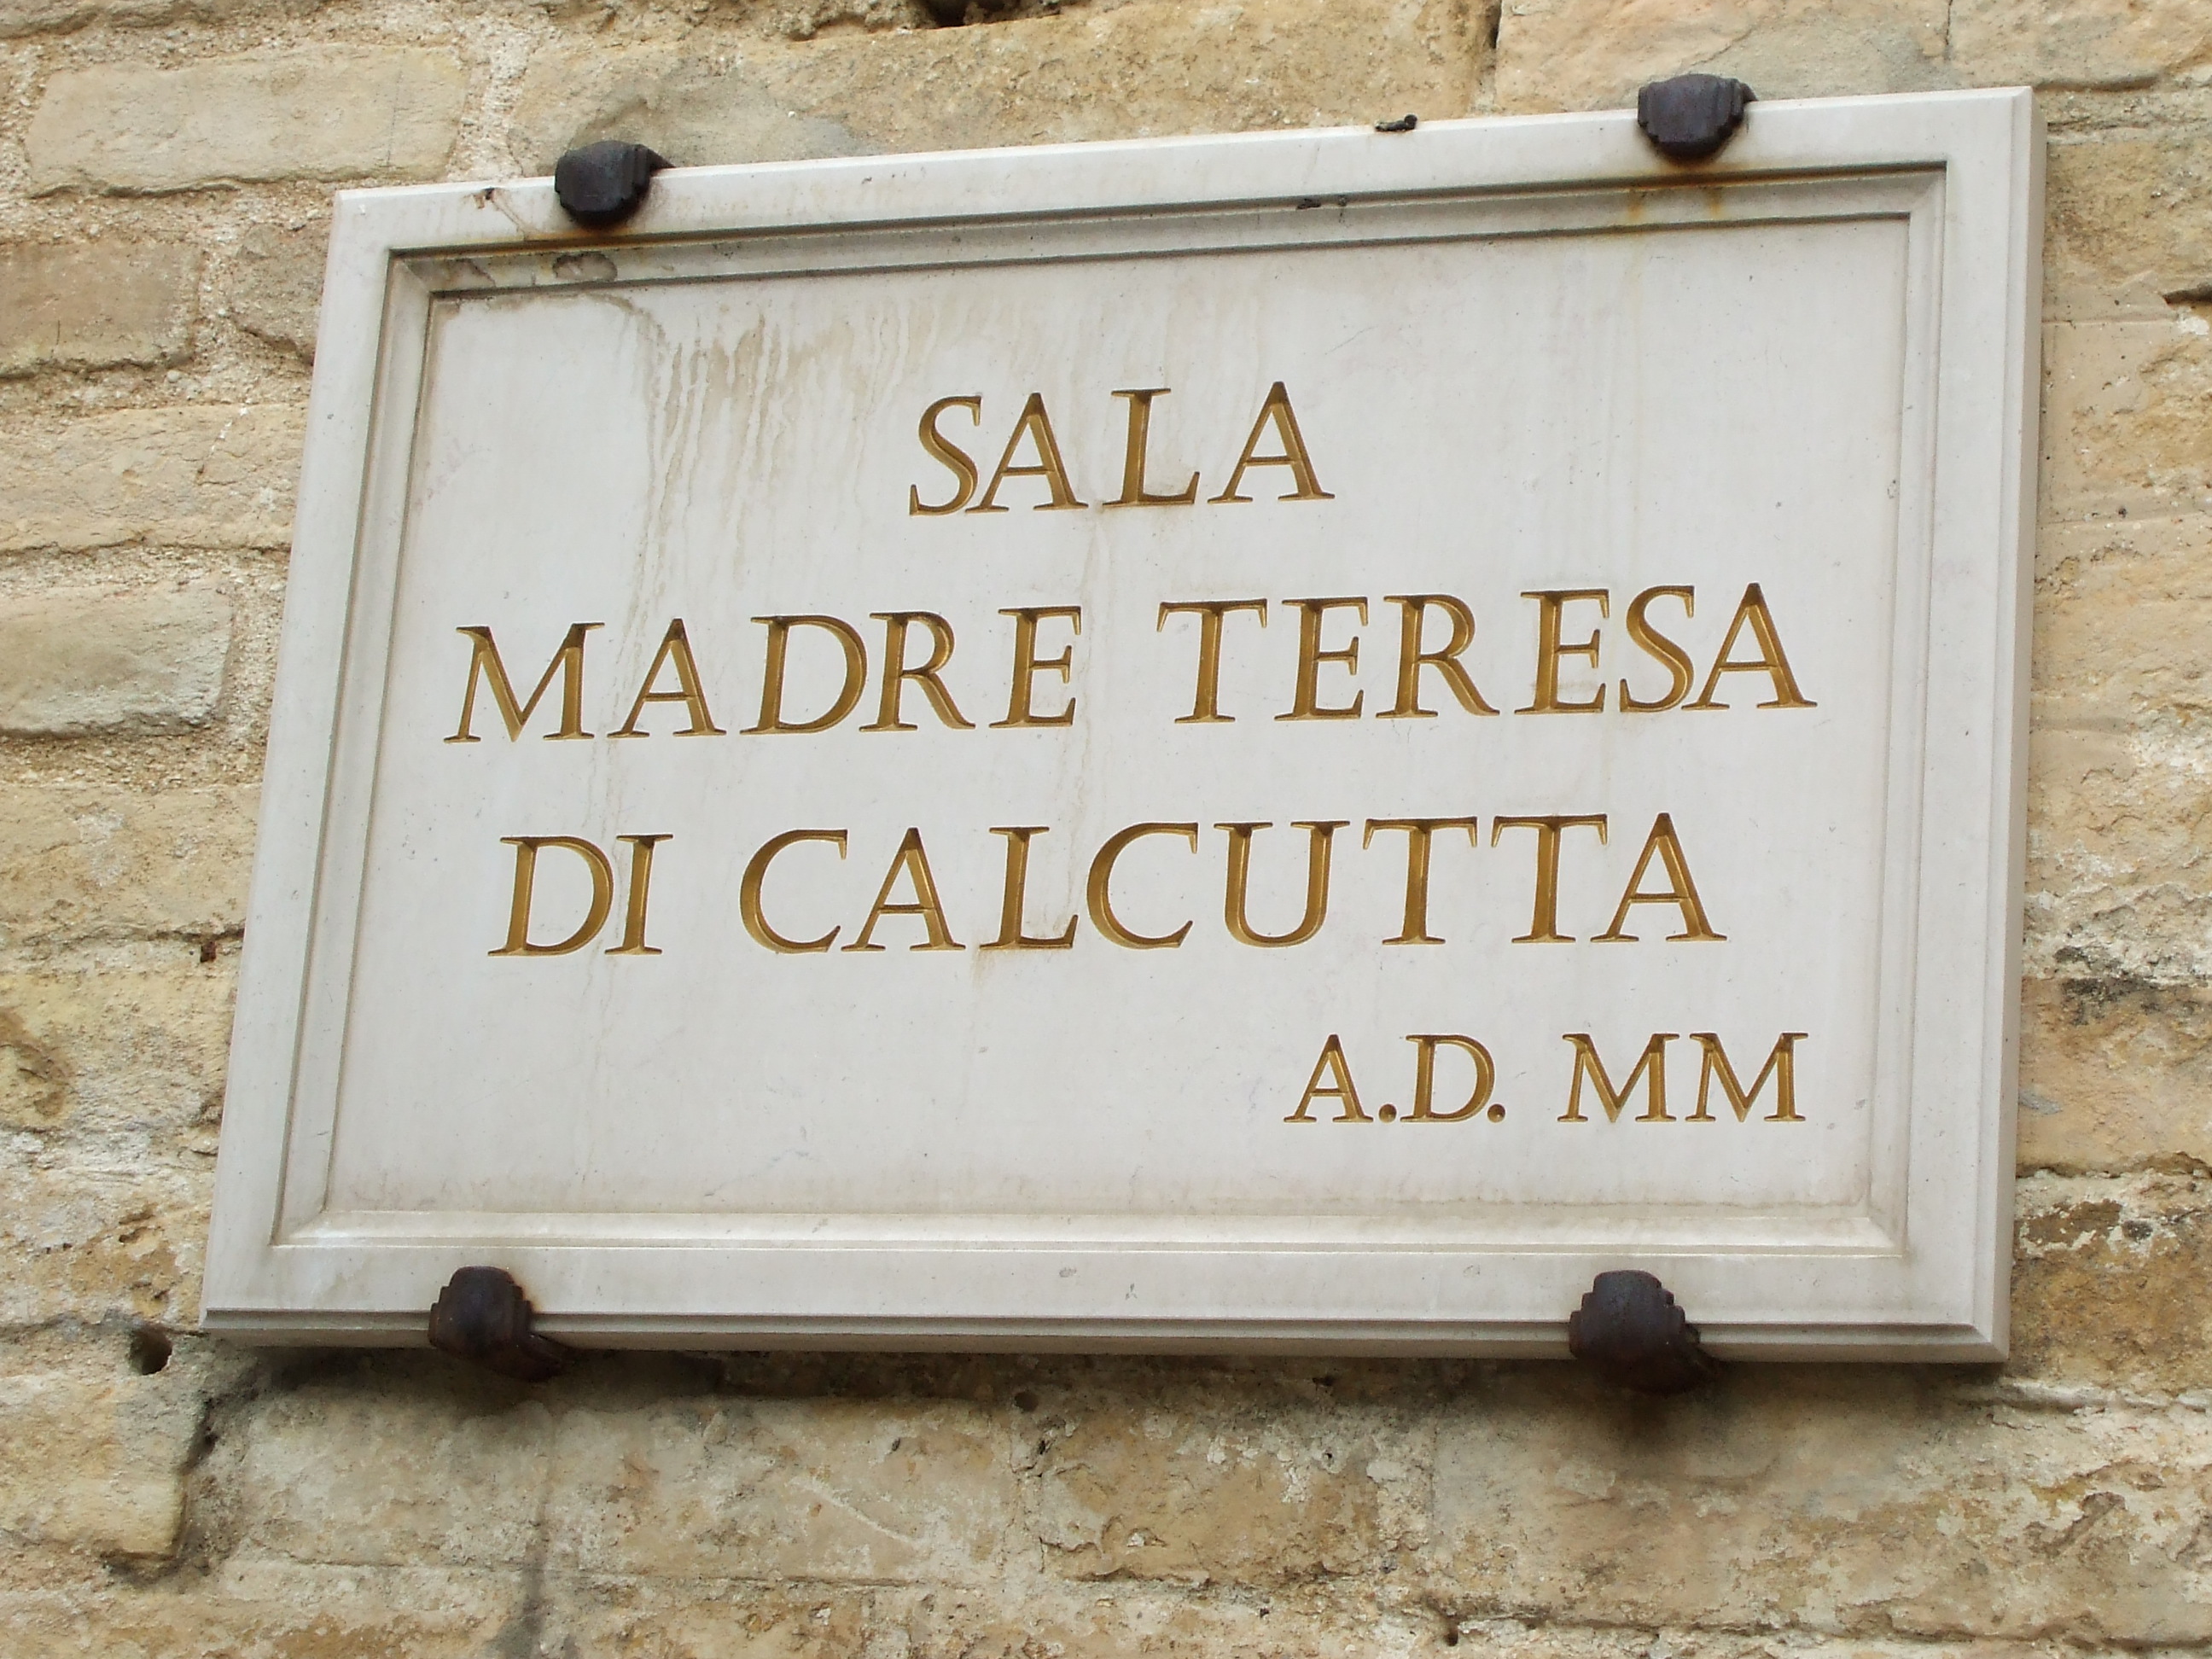 SALA
MADRE TERESA
DI CALCUTTA
A.D. MM